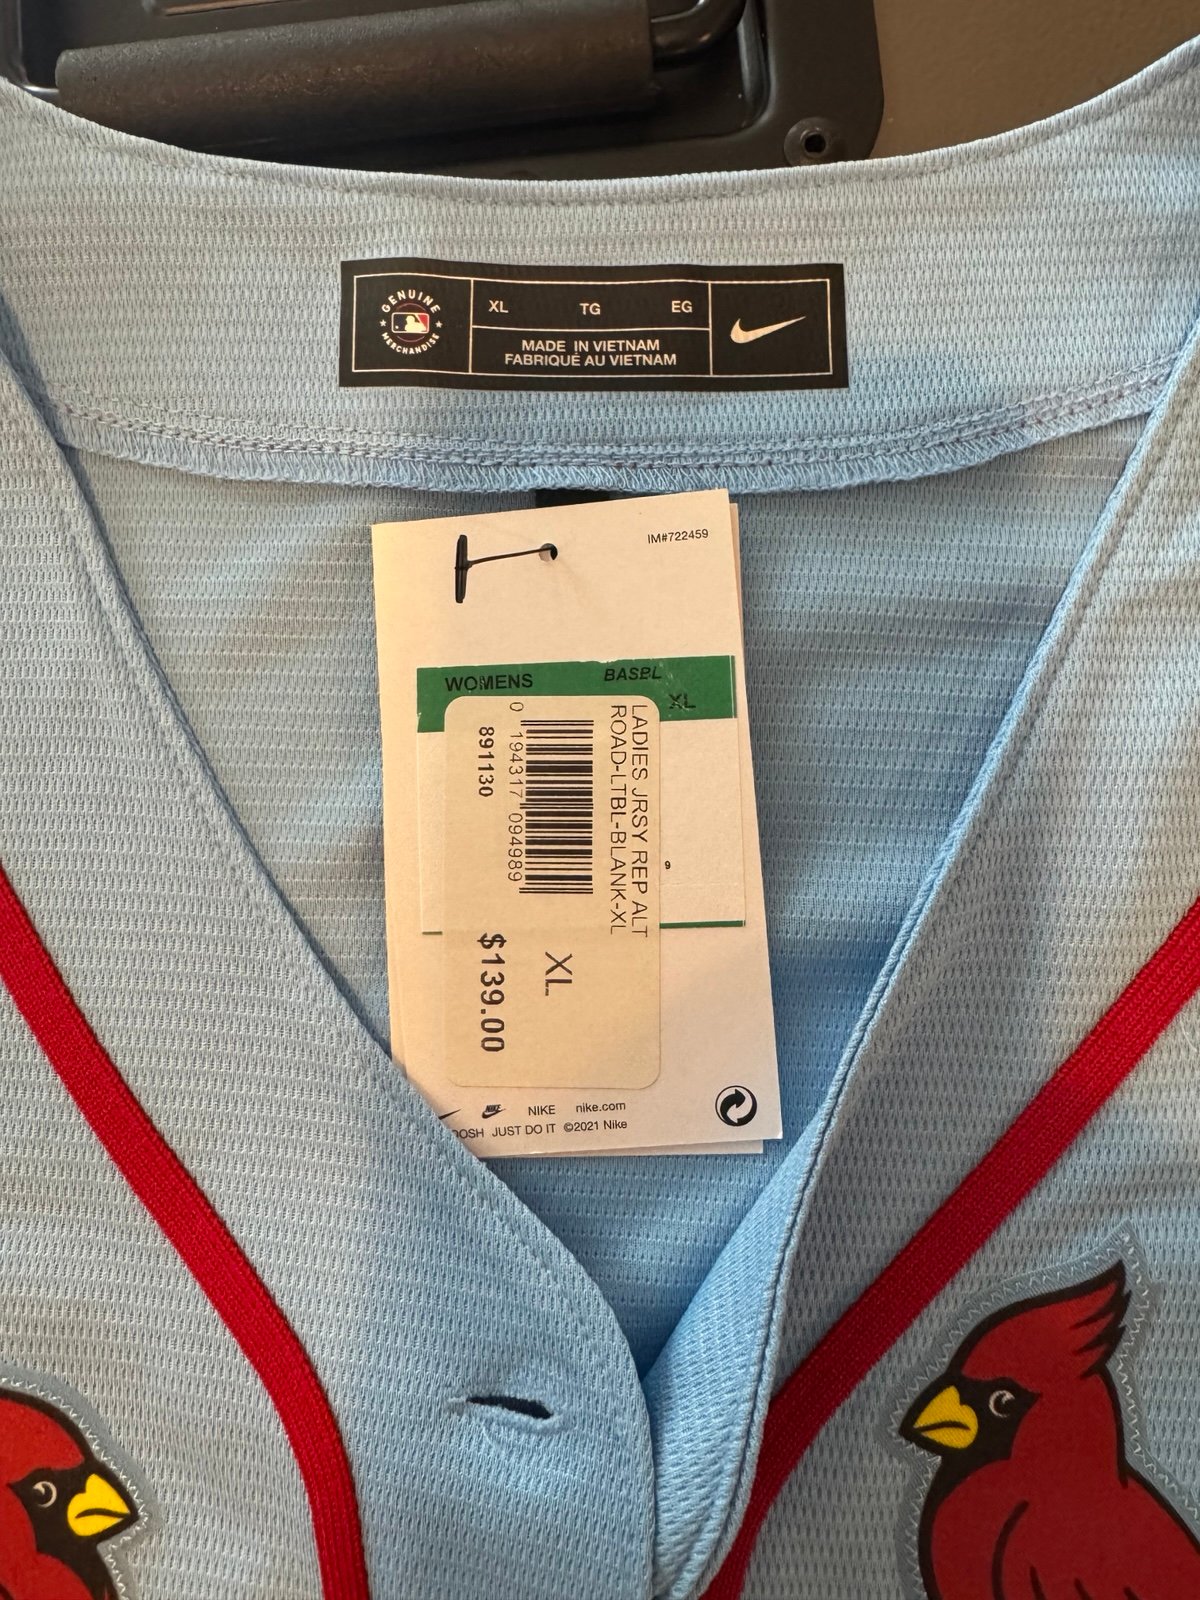 GENUINE
MERCHANDISE
XL TG EG
MADE IN VIETNAM
FABRIQUÉ AU VIETNAM
IM#722459
WOMENS BASBL
XL
LADIES JRSY REP ALT
ROAD-LTBL-BLANK-XL
0 194317 094989
891130
9
XL
$139.00
NIKE NIKE nike.com
JUST DO IT ©2021 Nike